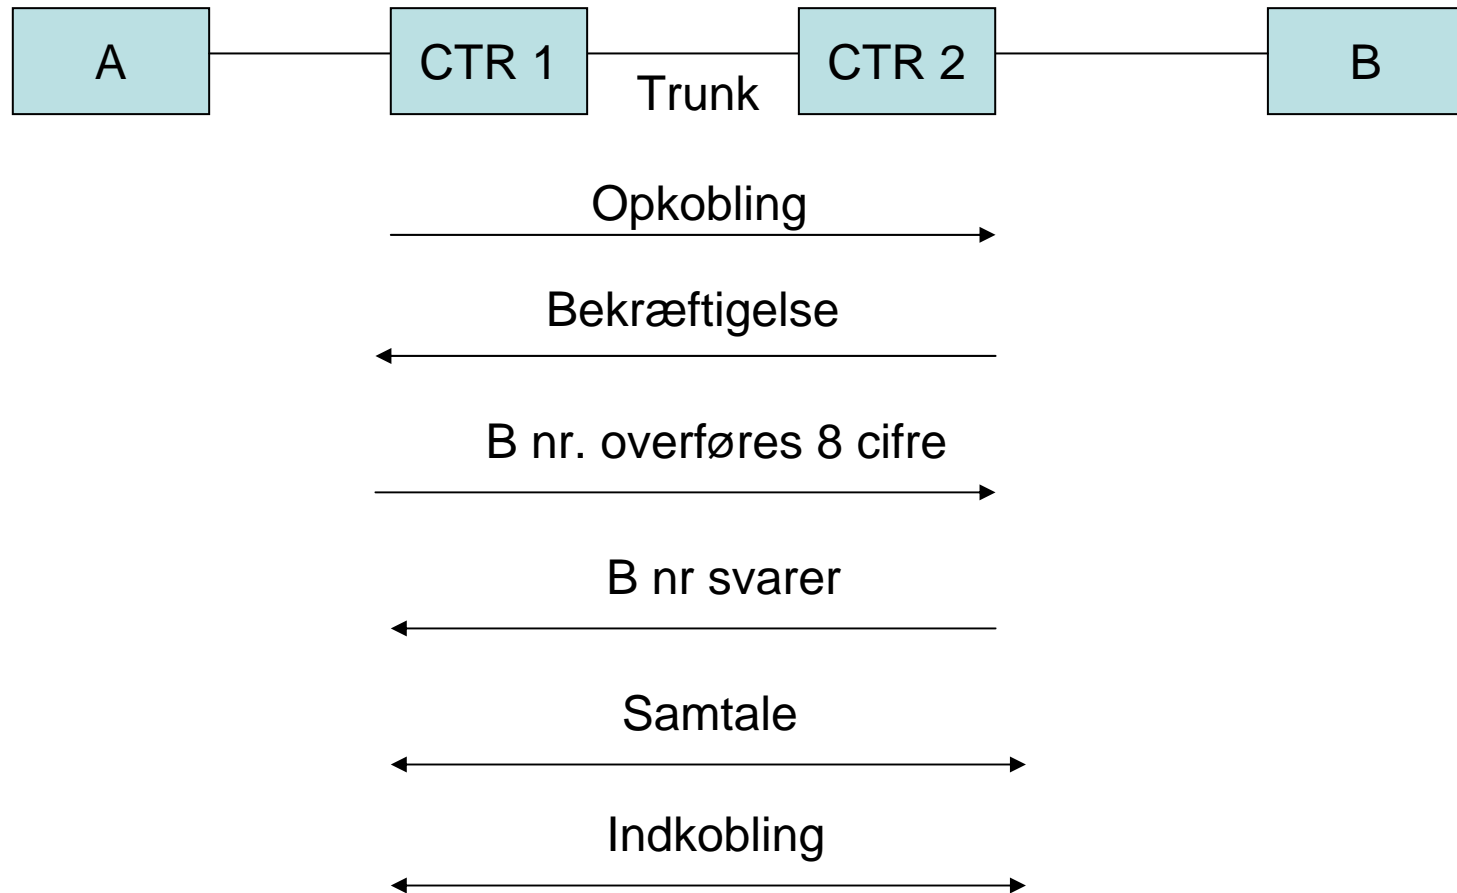 A
CTR 1
CTR 2
B
Trunk
Opkobling
Bekræftigelse
B nr. overføres 8 cifre
B nr svarer
Samtale
Indkobling